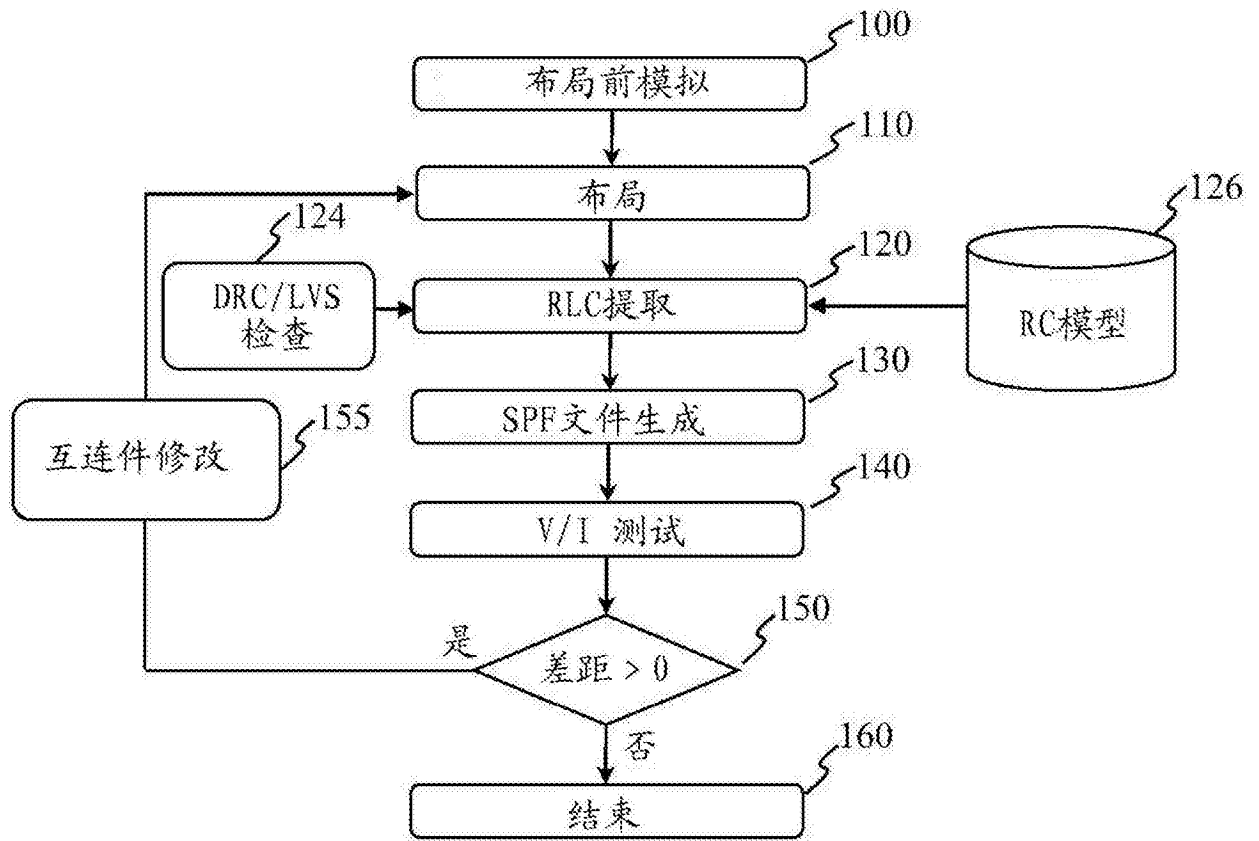 100
布局前模拟
110
布局
124
126
120
DRC/LVS
检查
RLC提取
RC模型
130
SPF文件生成
155
互连件修改
140
V/I 测试
150
是
差距 > 0
否
160
结束